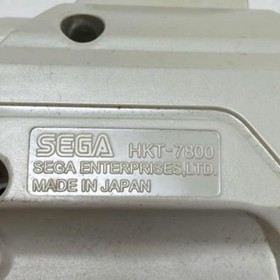 SEGA HKT-7800
SEGA ENTERPRISES,LTD.
MADE IN JAPAN